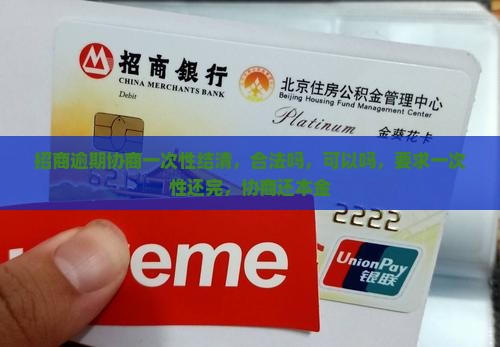 招商银行
CHINA MERCHANTS BANK
Debit
北京住房公积金管理中心
Beijing Housing Fund Management Center
Platinum
金葵花卡
招商逾期协商一次性结清，合法吗，可以吗，要求一次
性还完，协商还本金
2222
reme
UnionPay
银联